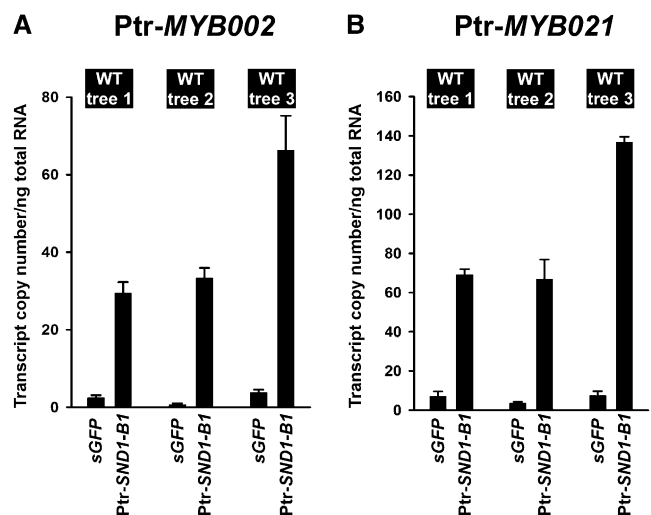 A
Ptr-MYB002
WT
tree 1
WT
tree 2
WT
tree 3
Transcript copy number/ng total RNA
80
60
40
20
0
sGFP
Ptr-SND1-B1
sGFP
Ptr-SND1-B1
sGFP
Ptr-SND1-B1
B
Ptr-MYB021
WT
tree 1
WT
tree 2
WT
tree 3
Transcript copy number/ng total RNA
160
140
120
100
80
60
40
20
0
sGFP
Ptr-SND1-B1
sGFP
Ptr-SND1-B1
sGFP
Ptr-SND1-B1